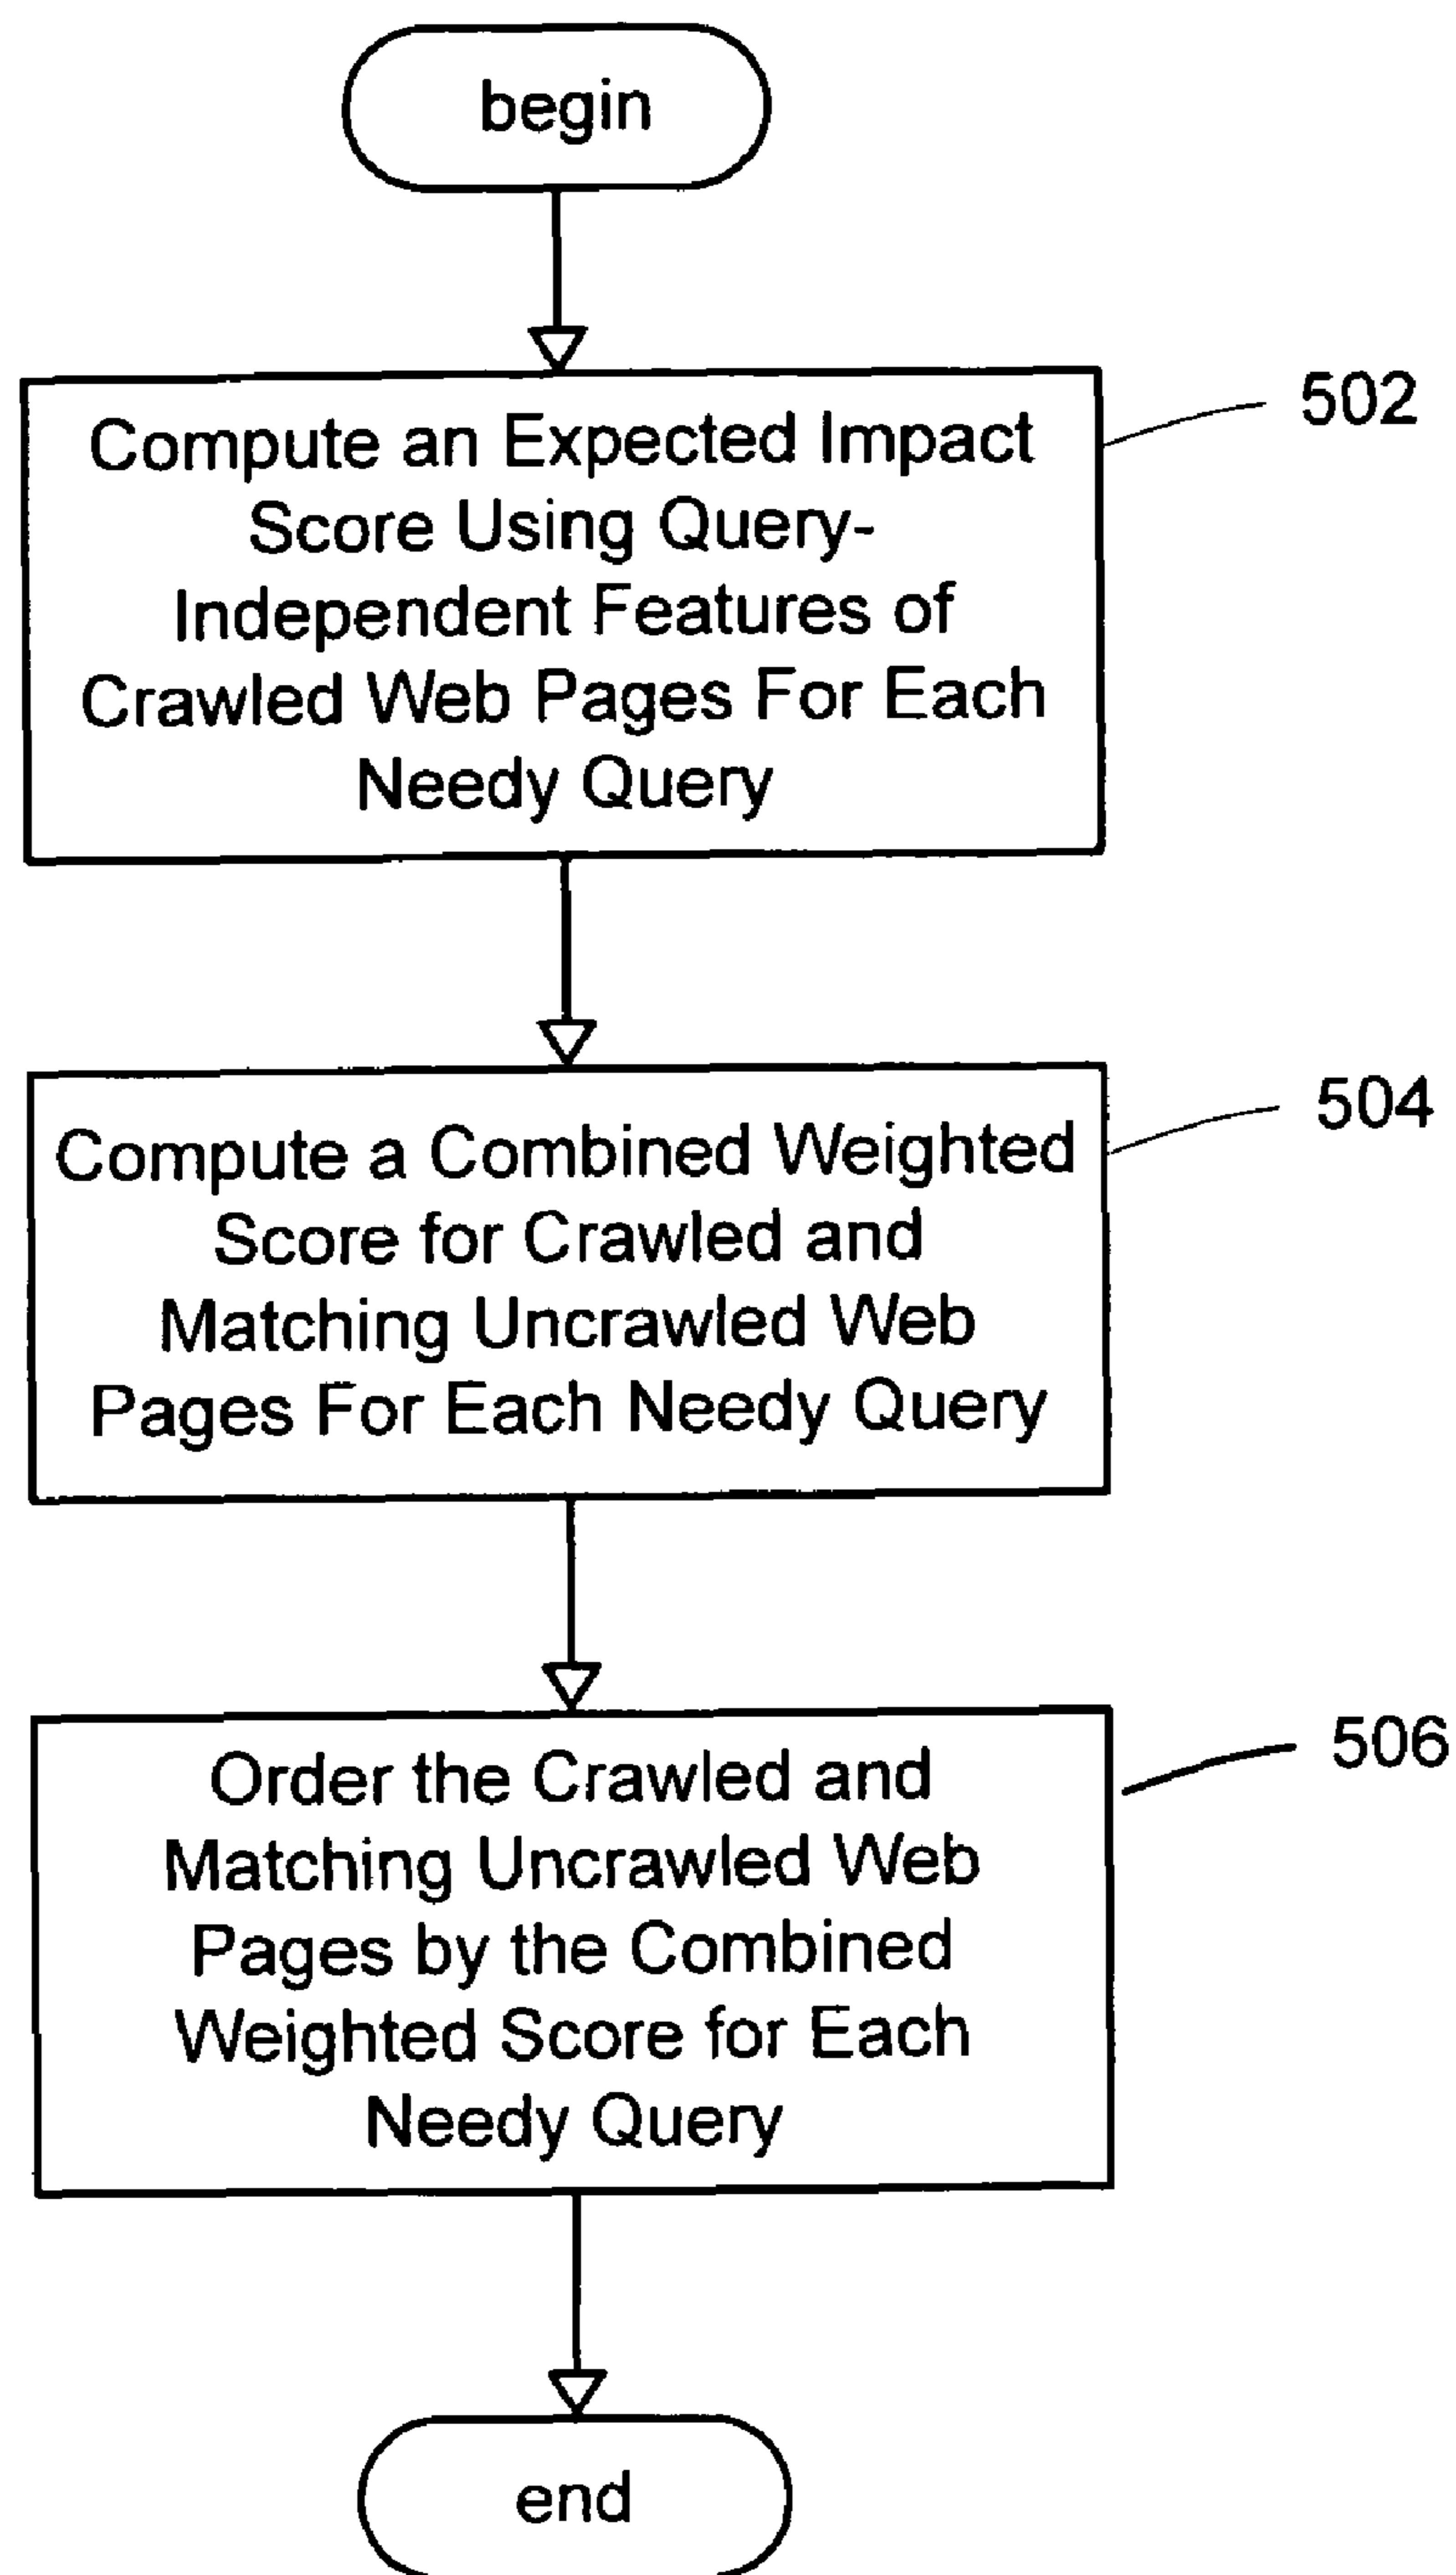 begin
Compute an Expected Impact
Score Using Query-
Independent Features of
Crawled Web Pages For Each
Needy Query
502
Compute a Combined Weighted
Score for Crawled and
Matching Uncrawled Web
Pages For Each Needy Query
504
Order the Crawled and
Matching Uncrawled Web
Pages by the Combined
Weighted Score for Each
Needy Query
506
end